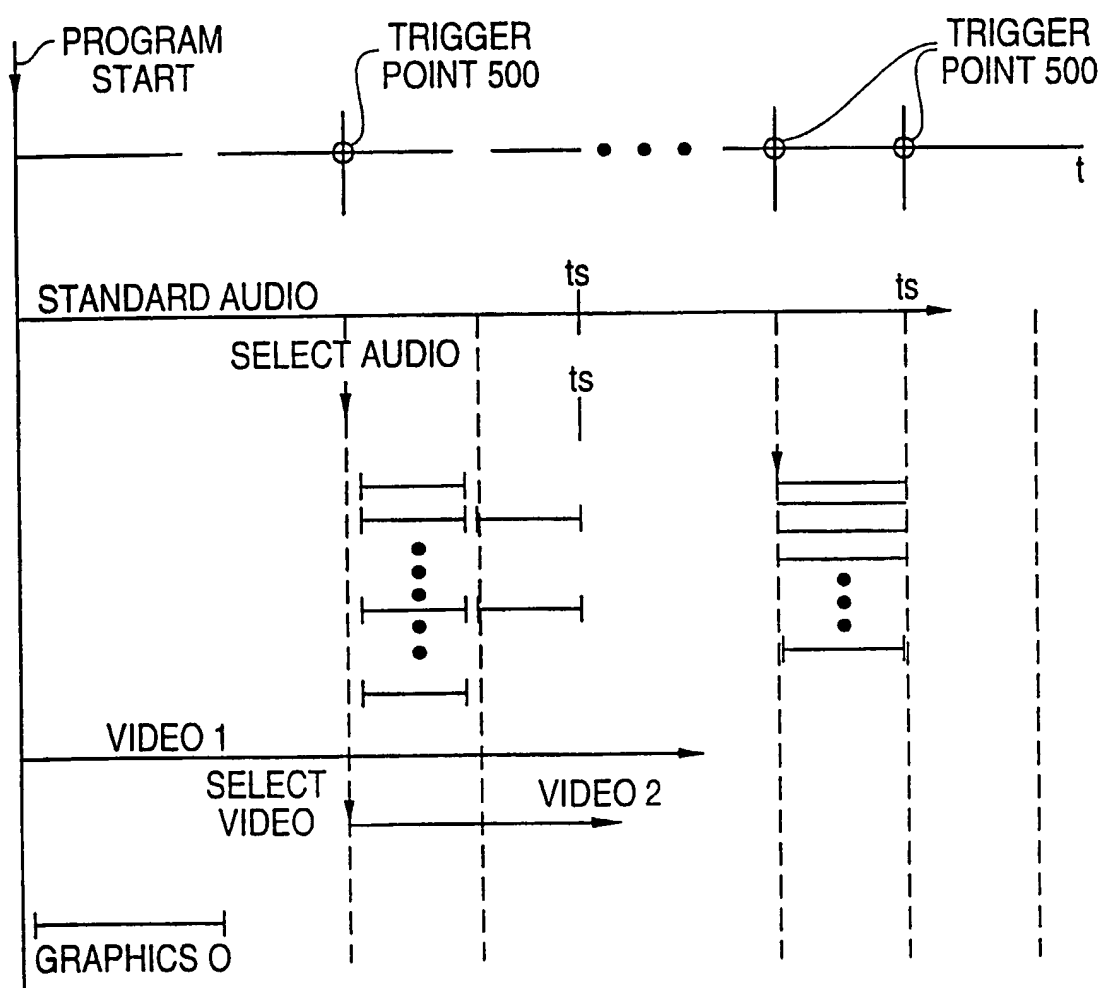 PROGRAM
START
TRIGGER
POINT 500
TRIGGER
POINT 500
t
STANDARD AUDIO
ts
ts
SELECT AUDIO
ts
VIDEO 1
SELECT
VIDEO
VIDEO 2
GRAPHICS O